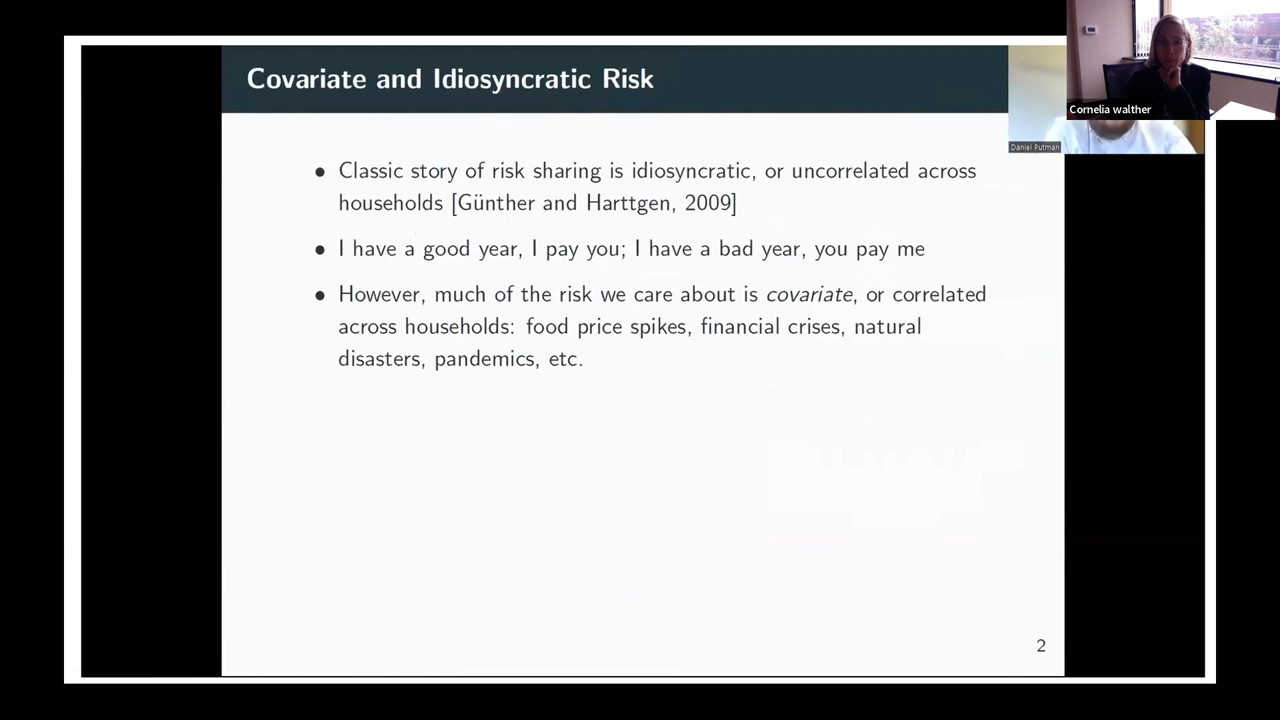 Covariate and Idiosyncratic Risk
Cornelia walther
Daniel Putman
• Classic story of risk sharing is idiosyncratic, or uncorrelated across
households [Günther and Harttgen, 2009]
• I have a good year, I pay you; I have a bad year, you pay me
• However, much of the risk we care about is covariate, or correlated
across households: food price spikes, financial crises, natural
disasters, pandemics, etc.
2